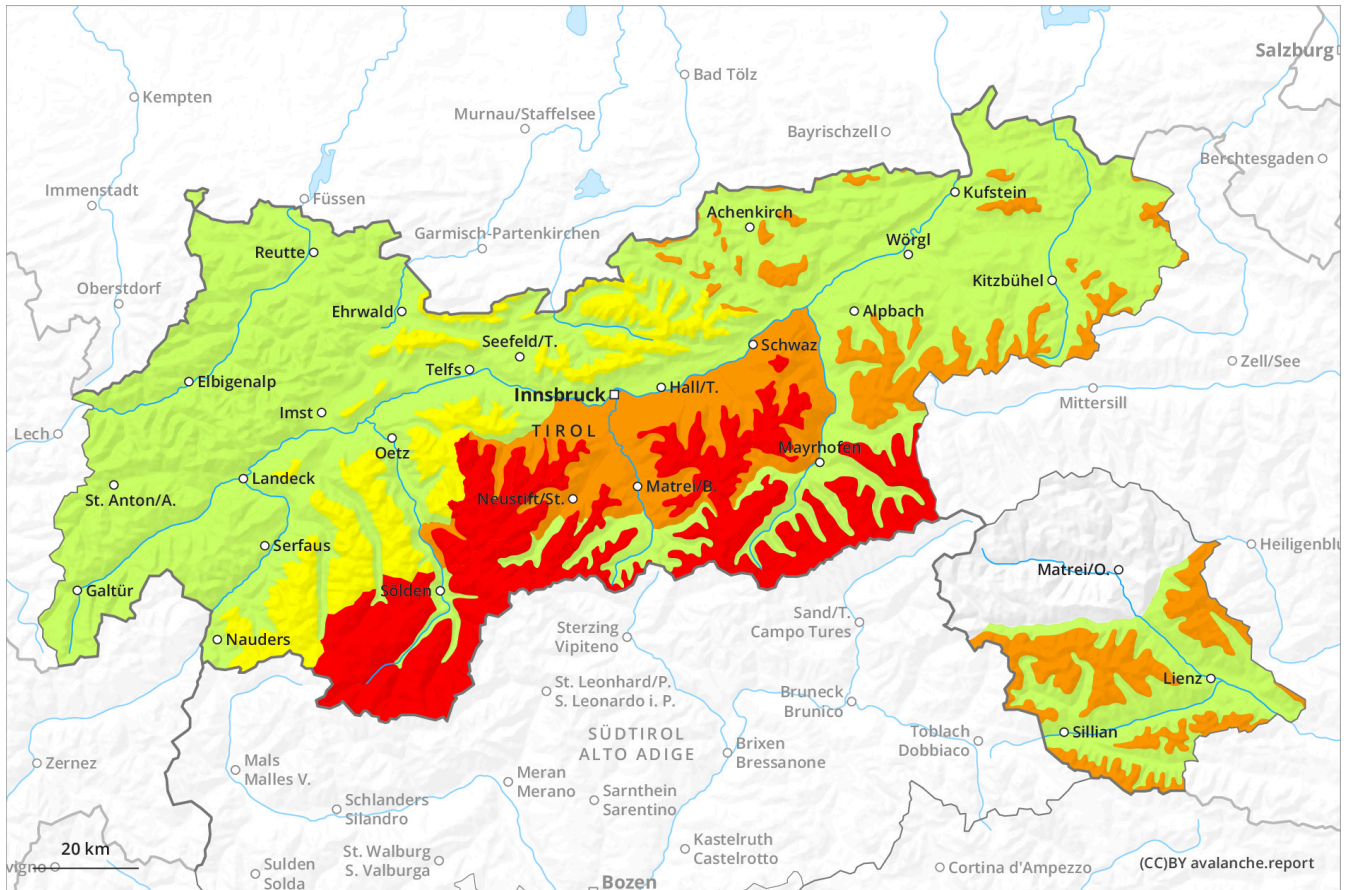 Salzburg
Bad Tölz
Kempten
Murnau/Staffelsee
Bayrischzell
Berchtesgaden
Immenstadt
Füssen
Kufstein
Achenkirch
Garmisch-Partenkirchen
Wörgl
Reutte
Oberstdorf
Kitzbühel
Ehrwald
Alpbach
Seefeld/T.
Schwaz
Zell/See
Telfs
Elbigenalp
Hall/T.
Innsbruck
Mittersill
Imst
TIROL
Lech
Oetz
Mayrhofen
Landeck
Matrei/B.
St. Anton/A.
Neustift/St.
Serfaus
Heiligenblu
Matrei/O.
Galtür
Sölden
Sand/T.
Campo Tures
Sterzing
Vipiteno
Nauders
Lienz
St. Leonhard/P.
S. Leonardo i. P.
Bruneck
Brunico
Sillian
SÜDTIROL
ALTO ADIGE
Toblach
Dobbiaco
Brixen
Bressanone
Zernez
Mals
Malles V.
Meran
Merano
Sarnthein
Sarentino
Schlanders
Silandro
Kastelruth
Castelrotto
20 km
St. Walburg
S. Valburga
vigno
Sulden
Solda
Cortina d'Ampezzo
(CC)BY avalanche.report
Bozen